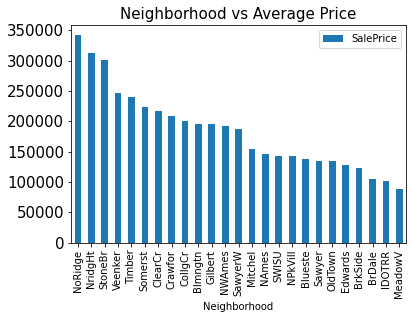 Neighborhood vs Average Price
SalePrice
350000
300000
250000
200000
150000
100000
50000
0
NoRidge
NridgHt
StoneBr
Veenker
Timber
Somerst
ClearCr
Crawfor
CollgCr
Blmngtn
Gilbert
NWAmes
SawyerW
Mitchel
NAmes
SWISU
NPkVill
Blueste
Sawyer
OldTown
Edwards
BrkSide
BrDale
IDOTRR
MeadowV
Neighborhood